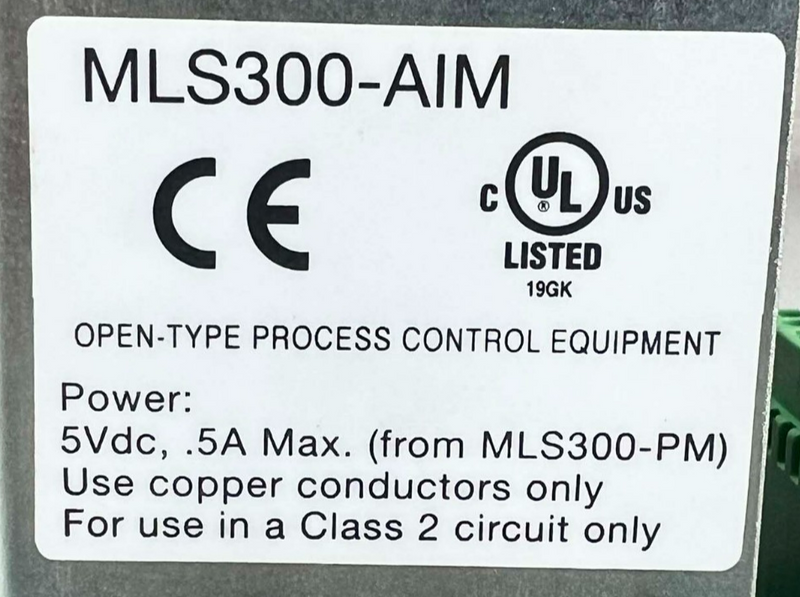 MLS300-AIM
CE
C UL® US
LISTED
19GK
OPEN-TYPE PROCESS CONTROL EQUIPMENT
Power:
5Vdc, .5A Max. (from MLS300-PM)
Use copper conductors only
For use in a Class 2 circuit only